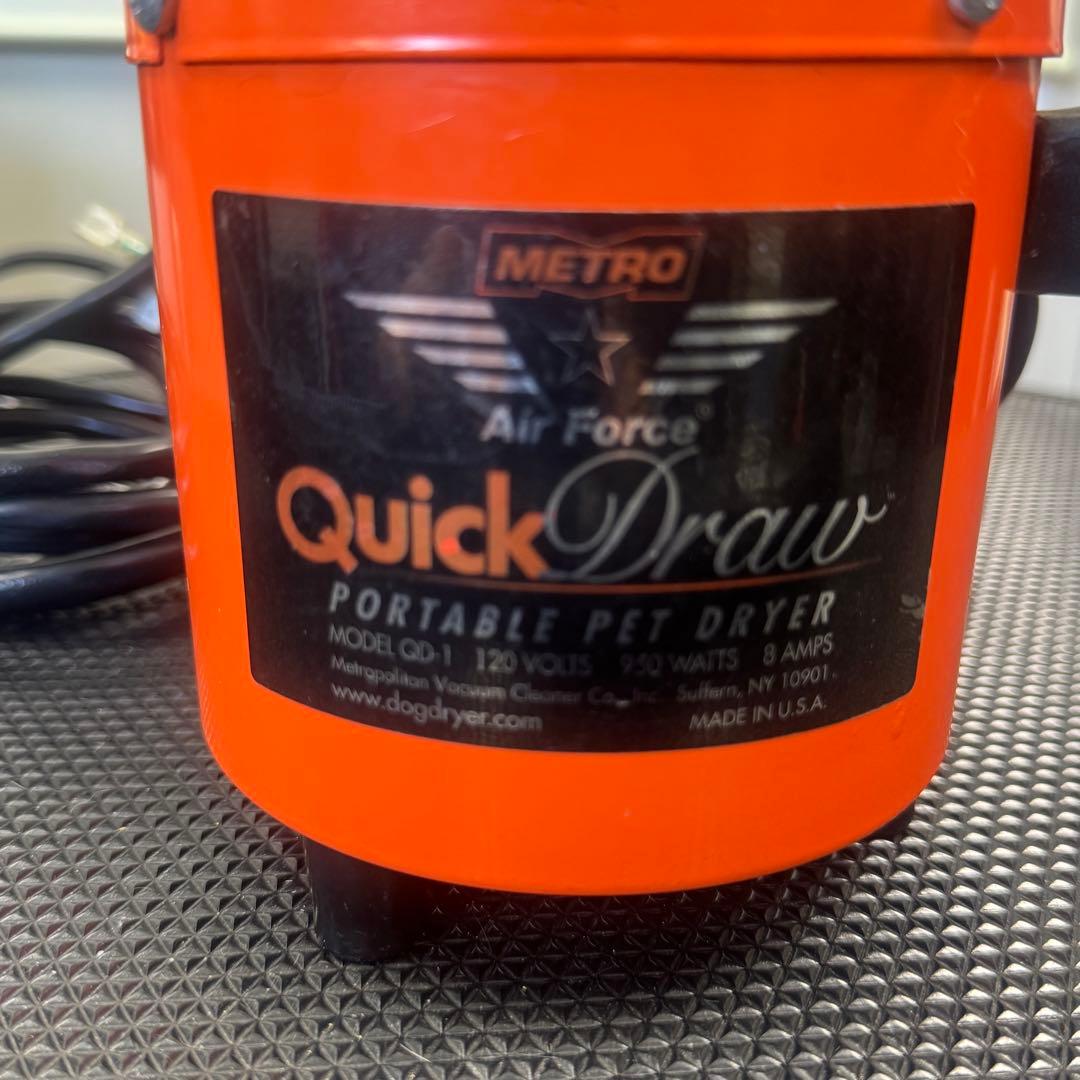 METRO
Air Force®
QuickDraw™
PORTABLE PET DRYER
MODEL QD-1 120 VOLTS 950 WATTS 8 AMPS
Metropolitan Vacuum Cleaner Co., Inc. Suffern, NY 10901.
www.dogdryer.com MADE IN U.S.A.